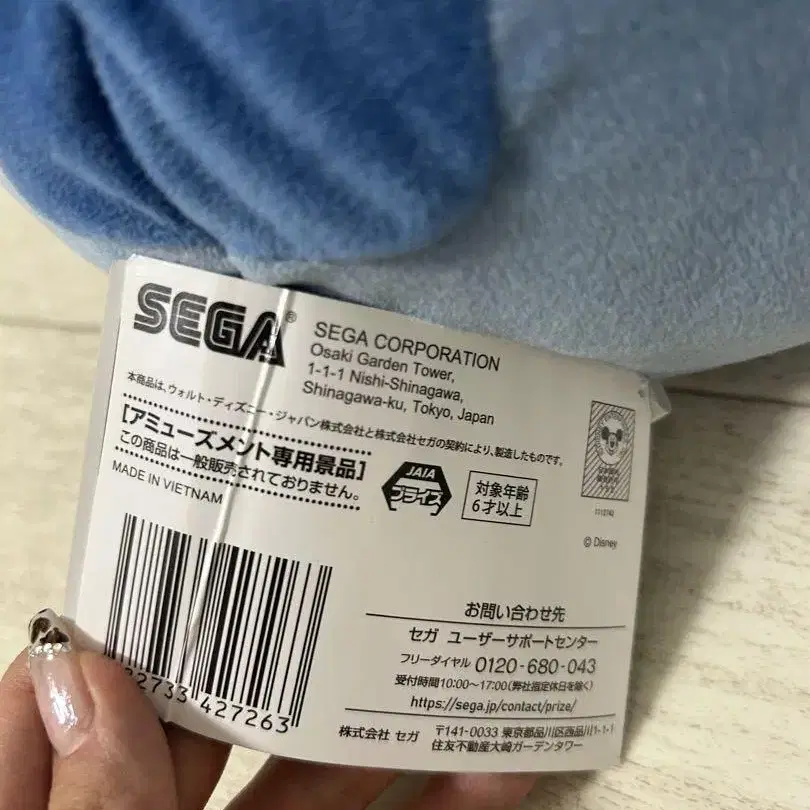 SEGA®
SEGA CORPORATION
Osaki Garden Tower,
1-1-1 Nishi-Shinagawa,
Shinagawa-ku, Tokyo, Japan
本商品は、ウォルト・ディズニー・ジャパン株式会社と株式会社セガの契約により、製造したものです。
[アミューズメント専用景品]
この商品は一般販売されておりません。
MADE IN VIETNAM
JAIA
プライズ
対象年齢
6才以上
© Disney
2733 427263
お問い合わせ先
セガ ユーザーサポートセンター
フリーダイヤル 0120-680-043
受付時間10:00~17:00(弊社指定休日を除く)
https://sega.jp/contact/prize/
株式会社 セガ
〒141-0033 東京都品川区西品川1-1-1
住友不動産大崎ガーデンタワー